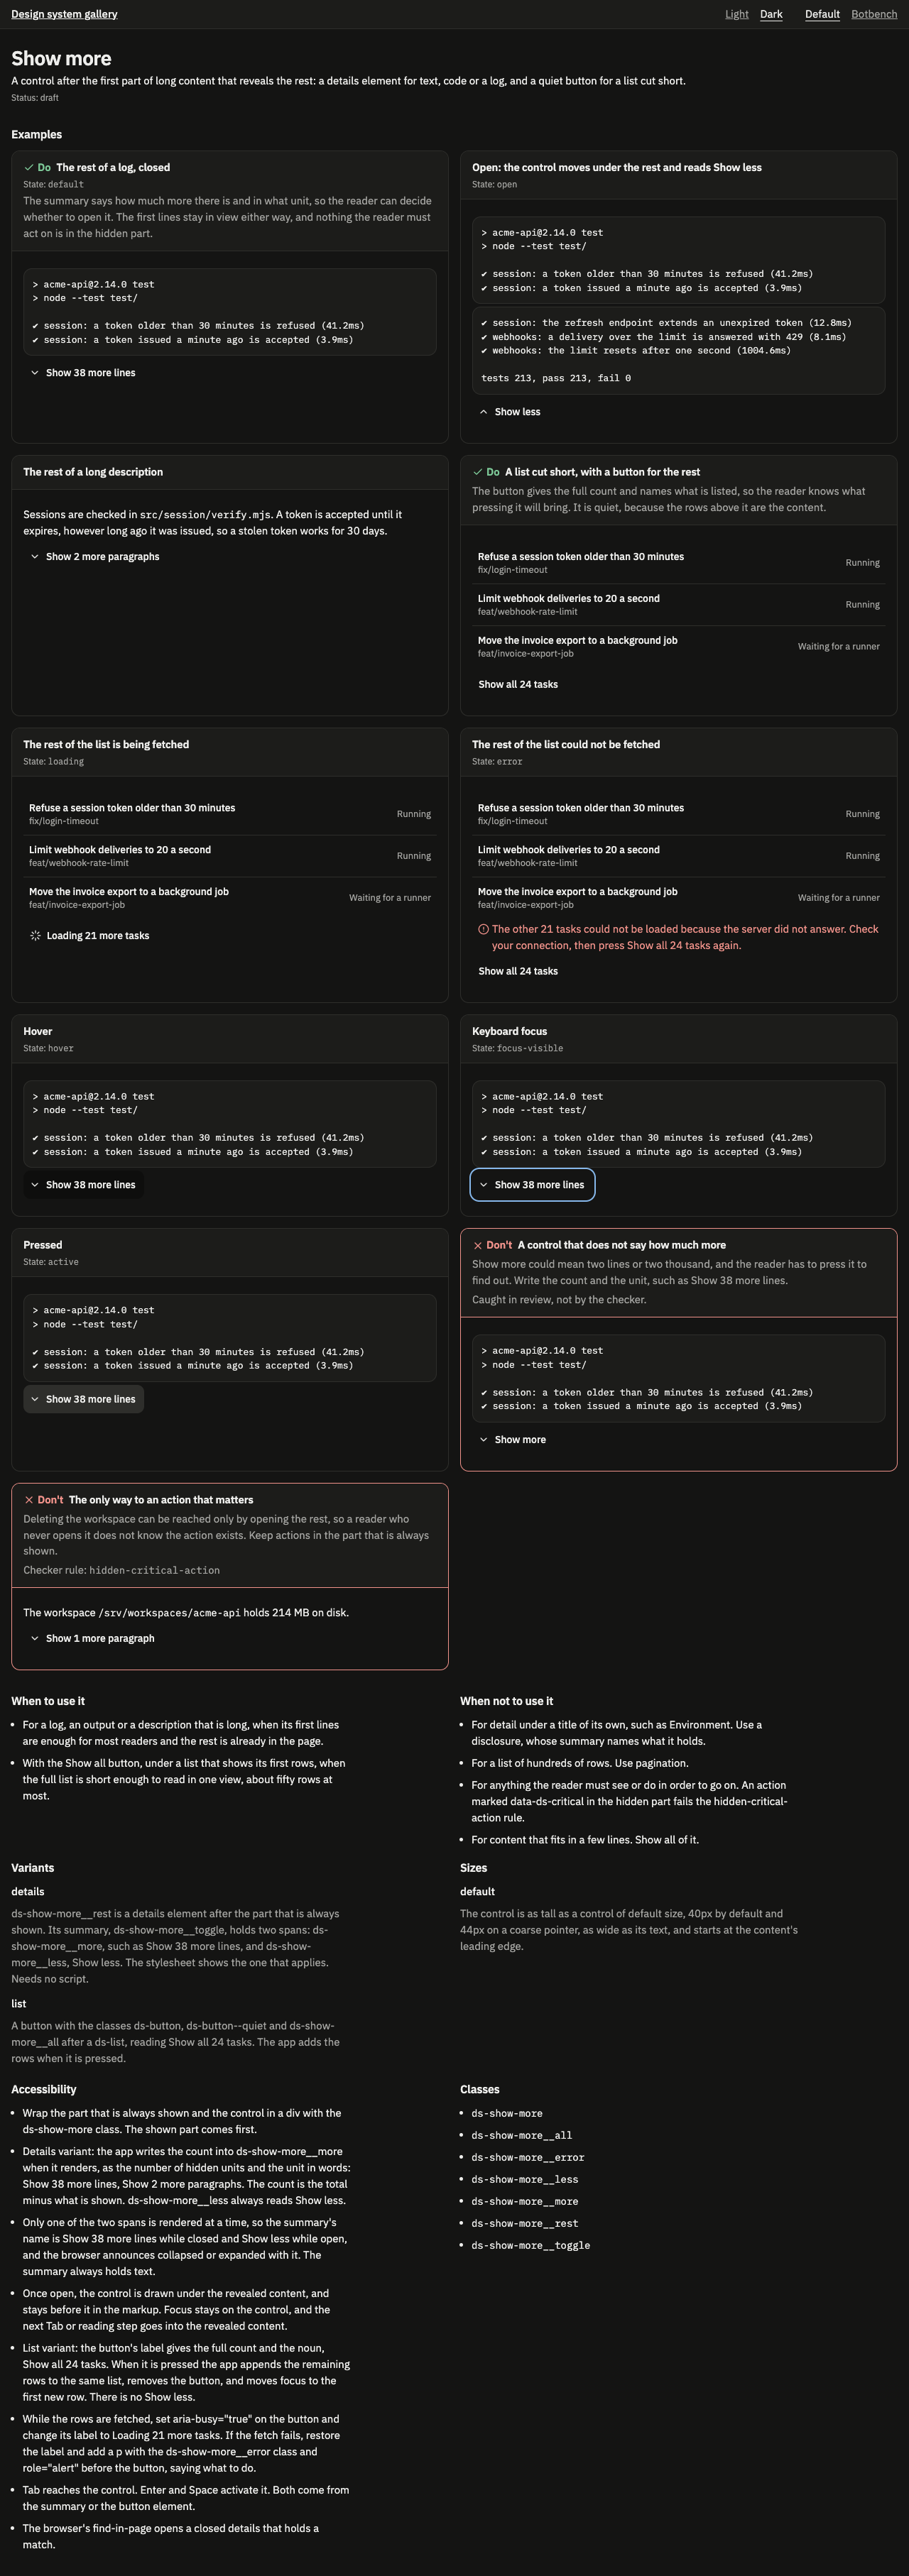 Design system gallery
Light Dark Default Botbench
Show more
A control after the first part of long content that reveals the rest: a details element for text, code or a log, and a quiet button for a list cut short.
Status: draft
Examples
Do The rest of a log, closed
State: default
The summary says how much more there is and in what unit, so the reader can decide
whether to open it. The first lines stay in view either way, and nothing the reader must
act on is in the hidden part.
> acme-api@2.14.0 test
> node --test test/
✔ session: a token older than 30 minutes is refused (41.2ms)
✔ session: a token issued a minute ago is accepted (3.9ms)
Show 38 more lines
Open: the control moves under the rest and reads Show less
State: open
> acme-api@2.14.0 test
> node --test test/
✔ session: a token older than 30 minutes is refused (41.2ms)
✔ session: a token issued a minute ago is accepted (3.9ms)
✔ session: the refresh endpoint extends an unexpired token (12.8ms)
✔ webhooks: a delivery over the limit is answered with 429 (8.1ms)
✔ webhooks: the limit resets after one second (1004.6ms)
tests 213, pass 213, fail 0
Show less
The rest of a long description
Sessions are checked in src/session/verify.mjs. A token is accepted until it
expires, however long ago it was issued, so a stolen token works for 30 days.
Show 2 more paragraphs
Do A list cut short, with a button for the rest
The button gives the full count and names what is listed, so the reader knows what
pressing it will bring. It is quiet, because the rows above it are the content.
Refuse a session token older than 30 minutes
fix/login-timeout
Running
Limit webhook deliveries to 20 a second
feat/webhook-rate-limit
Running
Move the invoice export to a background job
feat/invoice-export-job
Waiting for a runner
Show all 24 tasks
The rest of the list is being fetched
State: loading
Refuse a session token older than 30 minutes
fix/login-timeout
Running
Limit webhook deliveries to 20 a second
feat/webhook-rate-limit
Running
Move the invoice export to a background job
feat/invoice-export-job
Waiting for a runner
Loading 21 more tasks
The rest of the list could not be fetched
State: error
Refuse a session token older than 30 minutes
fix/login-timeout
Running
Limit webhook deliveries to 20 a second
feat/webhook-rate-limit
Running
Move the invoice export to a background job
feat/invoice-export-job
Waiting for a runner
The other 21 tasks could not be loaded because the server did not answer. Check
your connection, then press Show all 24 tasks again.
Show all 24 tasks
Hover
State: hover
> acme-api@2.14.0 test
> node --test test/
✔ session: a token older than 30 minutes is refused (41.2ms)
✔ session: a token issued a minute ago is accepted (3.9ms)
Show 38 more lines
Keyboard focus
State: focus-visible
> acme-api@2.14.0 test
> node --test test/
✔ session: a token older than 30 minutes is refused (41.2ms)
✔ session: a token issued a minute ago is accepted (3.9ms)
Show 38 more lines
Pressed
State: active
> acme-api@2.14.0 test
> node --test test/
✔ session: a token older than 30 minutes is refused (41.2ms)
✔ session: a token issued a minute ago is accepted (3.9ms)
Show 38 more lines
Don't A control that does not say how much more
Show more could mean two lines or two thousand, and the reader has to press it to
find out. Write the count and the unit, such as Show 38 more lines.
Caught in review, not by the checker.
> acme-api@2.14.0 test
> node --test test/
✔ session: a token older than 30 minutes is refused (41.2ms)
✔ session: a token issued a minute ago is accepted (3.9ms)
Show more
Don't The only way to an action that matters
Deleting the workspace can be reached only by opening the rest, so a reader who
never opens it does not know the action exists. Keep actions in the part that is always
shown.
Checker rule: hidden-critical-action
The workspace /srv/workspaces/acme-api holds 214 MB on disk.
Show 1 more paragraph
When to use it
• For a log, an output or a description that is long, when its first lines
are enough for most readers and the rest is already in the page.
• With the Show all button, under a list that shows its first rows, when
the full list is short enough to read in one view, about fifty rows at
most.
When not to use it
• For detail under a title of its own, such as Environment. Use a
disclosure, whose summary names what it holds.
• For a list of hundreds of rows. Use pagination.
• For anything the reader must see or do in order to go on. An action
marked data-ds-critical in the hidden part fails the hidden-critical-
action rule.
• For content that fits in a few lines. Show all of it.
Variants
details
ds-show-more__rest is a details element after the part that is always
shown. Its summary, ds-show-more__toggle, holds two spans: ds-
show-more__more, such as Show 38 more lines, and ds-show-
more__less, Show less. The stylesheet shows the one that applies.
Needs no script.
list
A button with the classes ds-button, ds-button--quiet and ds-show-
more__all after a ds-list, reading Show all 24 tasks. The app adds the
rows when it is pressed.
Sizes
default
The control is as tall as a control of default size, 40px by default and
44px on a coarse pointer, as wide as its text, and starts at the content's
leading edge.
Accessibility
• Wrap the part that is always shown and the control in a div with the
ds-show-more class. The shown part comes first.
• Details variant: the app writes the count into ds-show-more__more
when it renders, as the number of hidden units and the unit in words:
Show 38 more lines, Show 2 more paragraphs. The count is the total
minus what is shown. ds-show-more__less always reads Show less.
• Only one of the two spans is rendered at a time, so the summary's
name is Show 38 more lines while closed and Show less while open,
and the browser announces collapsed or expanded with it. The
summary always holds text.
• Once open, the control is drawn under the revealed content, and
stays before it in the markup. Focus stays on the control, and the
next Tab or reading step goes into the revealed content.
• List variant: the button's label gives the full count and the noun,
Show all 24 tasks. When it is pressed the app appends the remaining
rows to the same list, removes the button, and moves focus to the
first new row. There is no Show less.
• While the rows are fetched, set aria-busy="true" on the button and
change its label to Loading 21 more tasks. If the fetch fails, restore
the label and add a p with the ds-show-more__error class and
role="alert" before the button, saying what to do.
• Tab reaches the control. Enter and Space activate it. Both come from
the summary or the button element.
• The browser's find-in-page opens a closed details that holds a
match.
Classes
• ds-show-more
• ds-show-more__all
• ds-show-more__error
• ds-show-more__less
• ds-show-more__more
• ds-show-more__rest
• ds-show-more__toggle